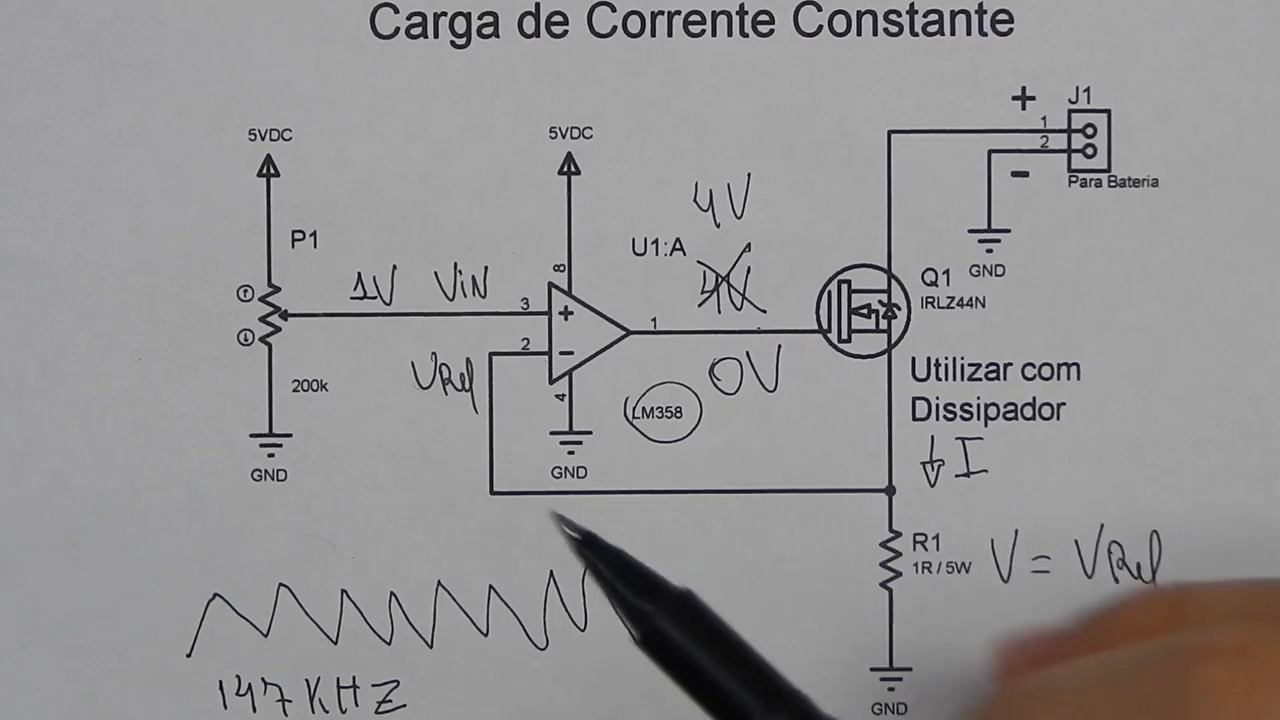 Carga de Corrente Constante
+
J1
1
2
-
Para Bateria
GND
5VDC
P1
200k
GND
5VDC
1V VIN
3
2
+
-
8
4
1
VRef
U1:A
4V
4V
0V
LM358
GND
Q1
IRLZ44N
Utilizar com
Dissipador
I
R1
1R/5W
V = VRef
GND
147 KHZ